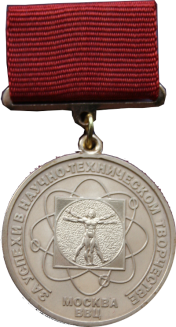 ЗА УСПЕХИ В НАУЧНО-ТЕХНИЧЕСКОМ ТВОРЧЕСТВЕ
МОСКВА
ВВЦ